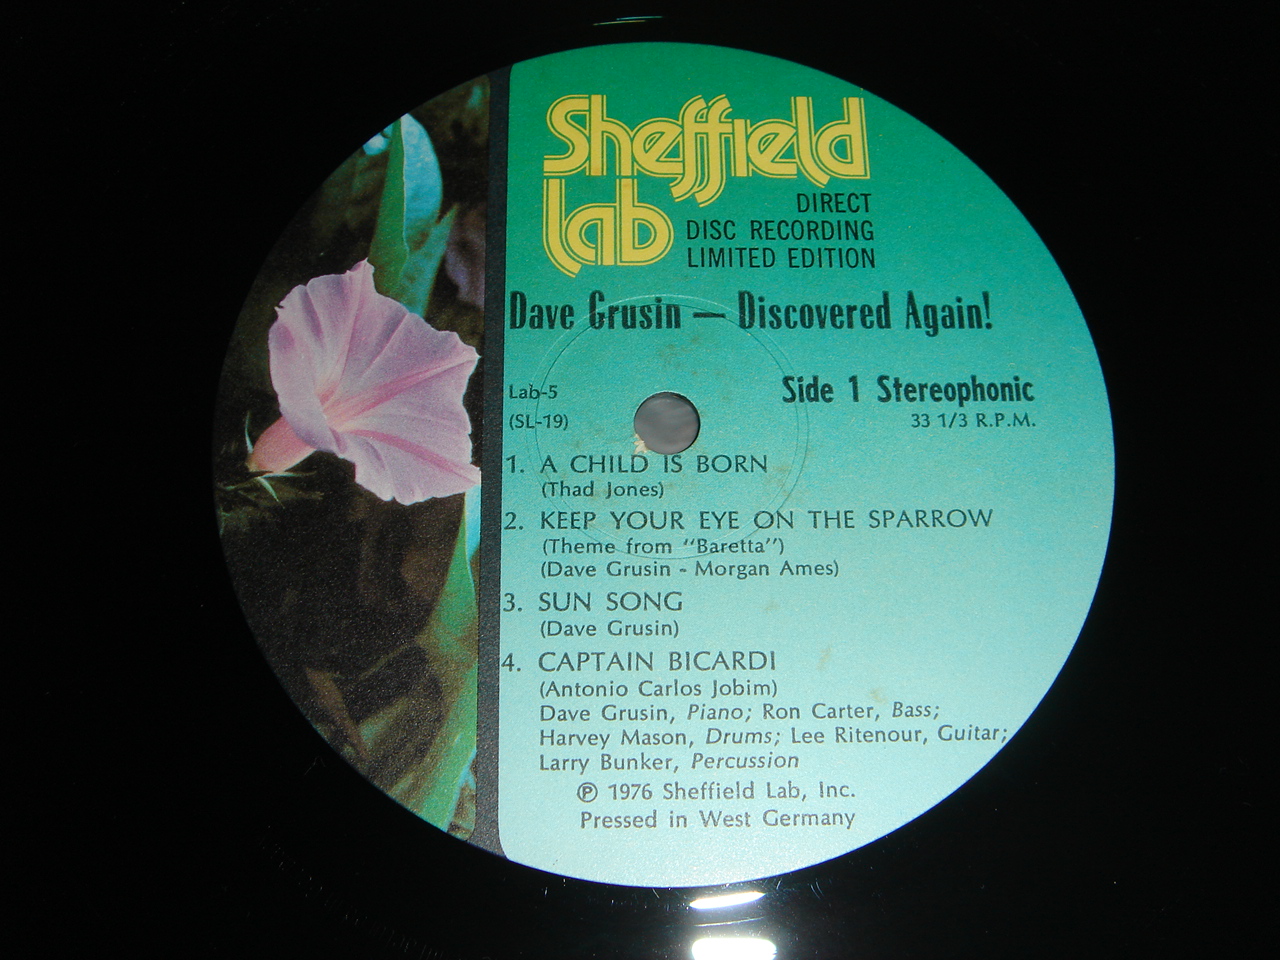 Sheffield
lab
DIRECT
DISC RECORDING
LIMITED EDITION
Dave Grusin — Discovered Again!
Lab-5
Side 1 Stereophonic
(SL-19)
33 1/3 R.P.M.
1. A CHILD IS BORN
(Thad Jones)
2. KEEP YOUR EYE ON THE SPARROW
(Theme from "Baretta")
(Dave Grusin - Morgan Ames)
3. SUN SONG
(Dave Grusin)
4. CAPTAIN BICARDI
(Antonio Carlos Jobim)
Dave Grusin, Piano; Ron Carter, Bass;
Harvey Mason, Drums; Lee Ritenour, Guitar;
Larry Bunker, Percussion
℗ 1976 Sheffield Lab, Inc.
Pressed in West Germany